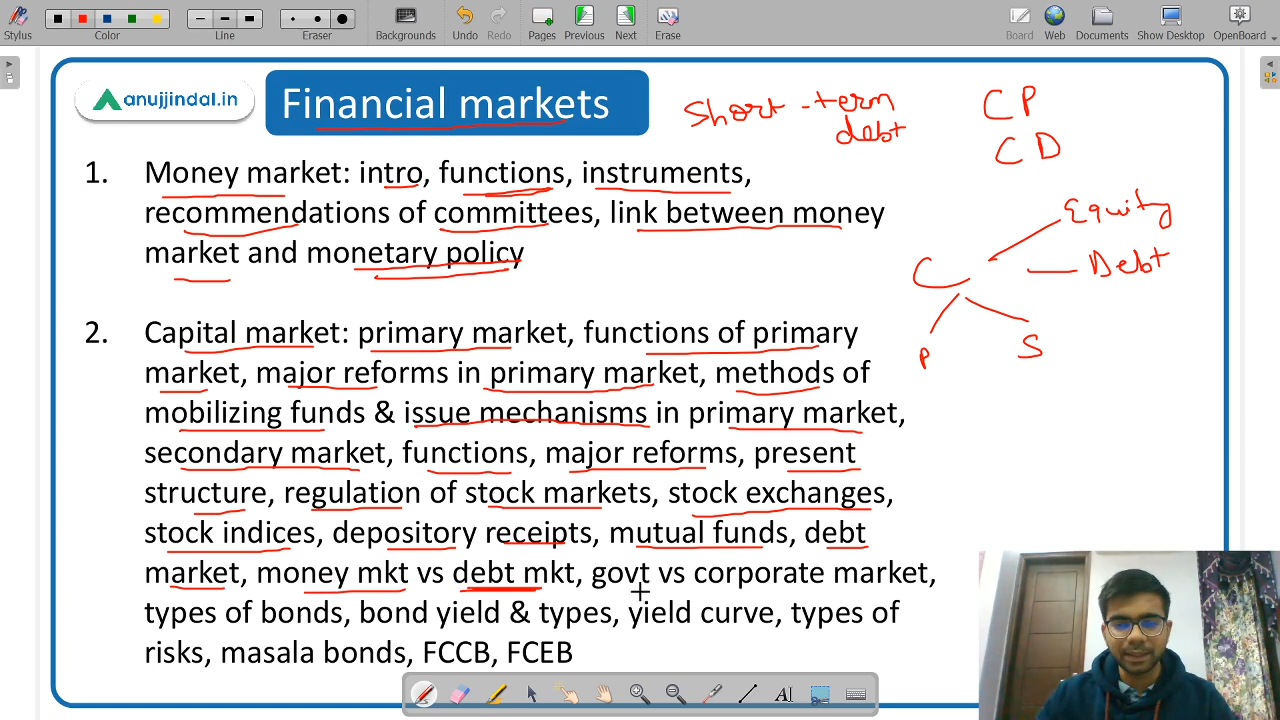 Stylus
Color
Line
Eraser
Backgrounds
Undo
Redo
Pages
Previous
Next
Erase
Board
Web
Documents
Show Desktop
OpenBoard
anujjindal.in
Financial markets
Short-term
debt
CP
CD
1. Money market: intro, functions, instruments,
recommendations of committees, link between money
market and monetary policy
Equity
C
Debt
P
S
2. Capital market: primary market, functions of primary
market, major reforms in primary market, methods of
mobilizing funds & issue mechanisms in primary market,
secondary market, functions, major reforms, present
structure, regulation of stock markets, stock exchanges,
stock indices, depository receipts, mutual funds, debt
market, money mkt vs debt mkt, govt vs corporate market,
types of bonds, bond yield & types, yield curve, types of
risks, masala bonds, FCCB, FCEB